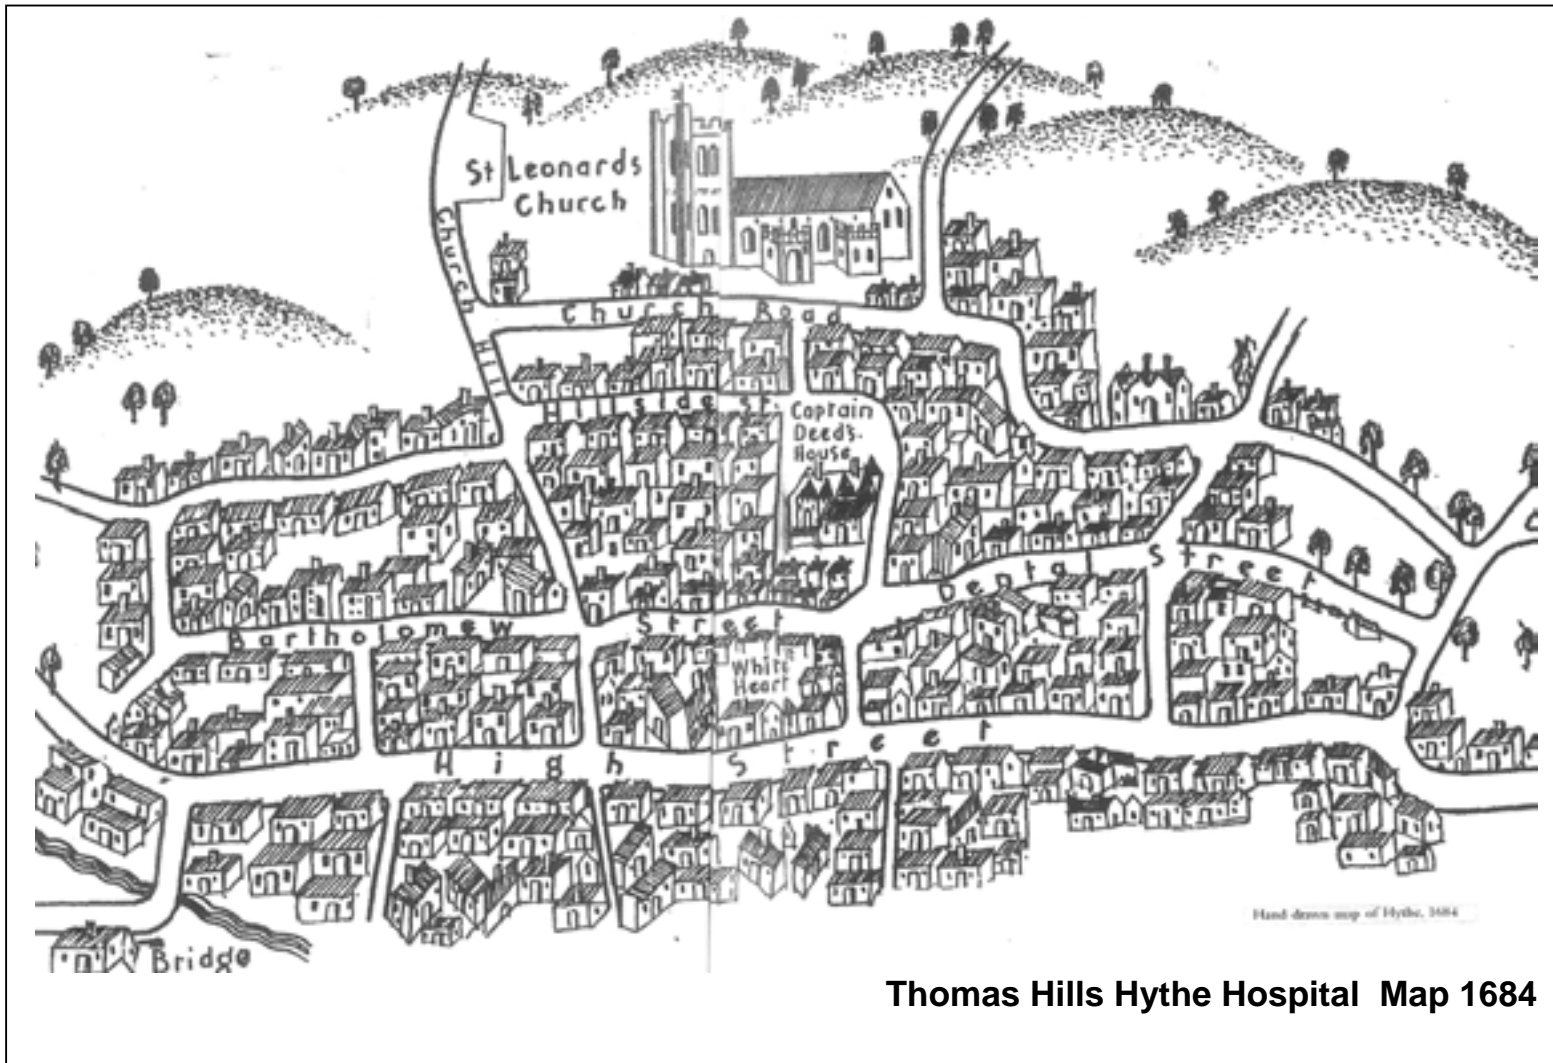 St Leonards
Church
Church Hill
Church Road
Hillside St.
Captain
Deed's
House
Dental Street
Bartholomew Street
White
Heart
High Street
Bridge
Hand drawn map of Hythe, 1684
Thomas Hills Hythe Hospital Map 1684